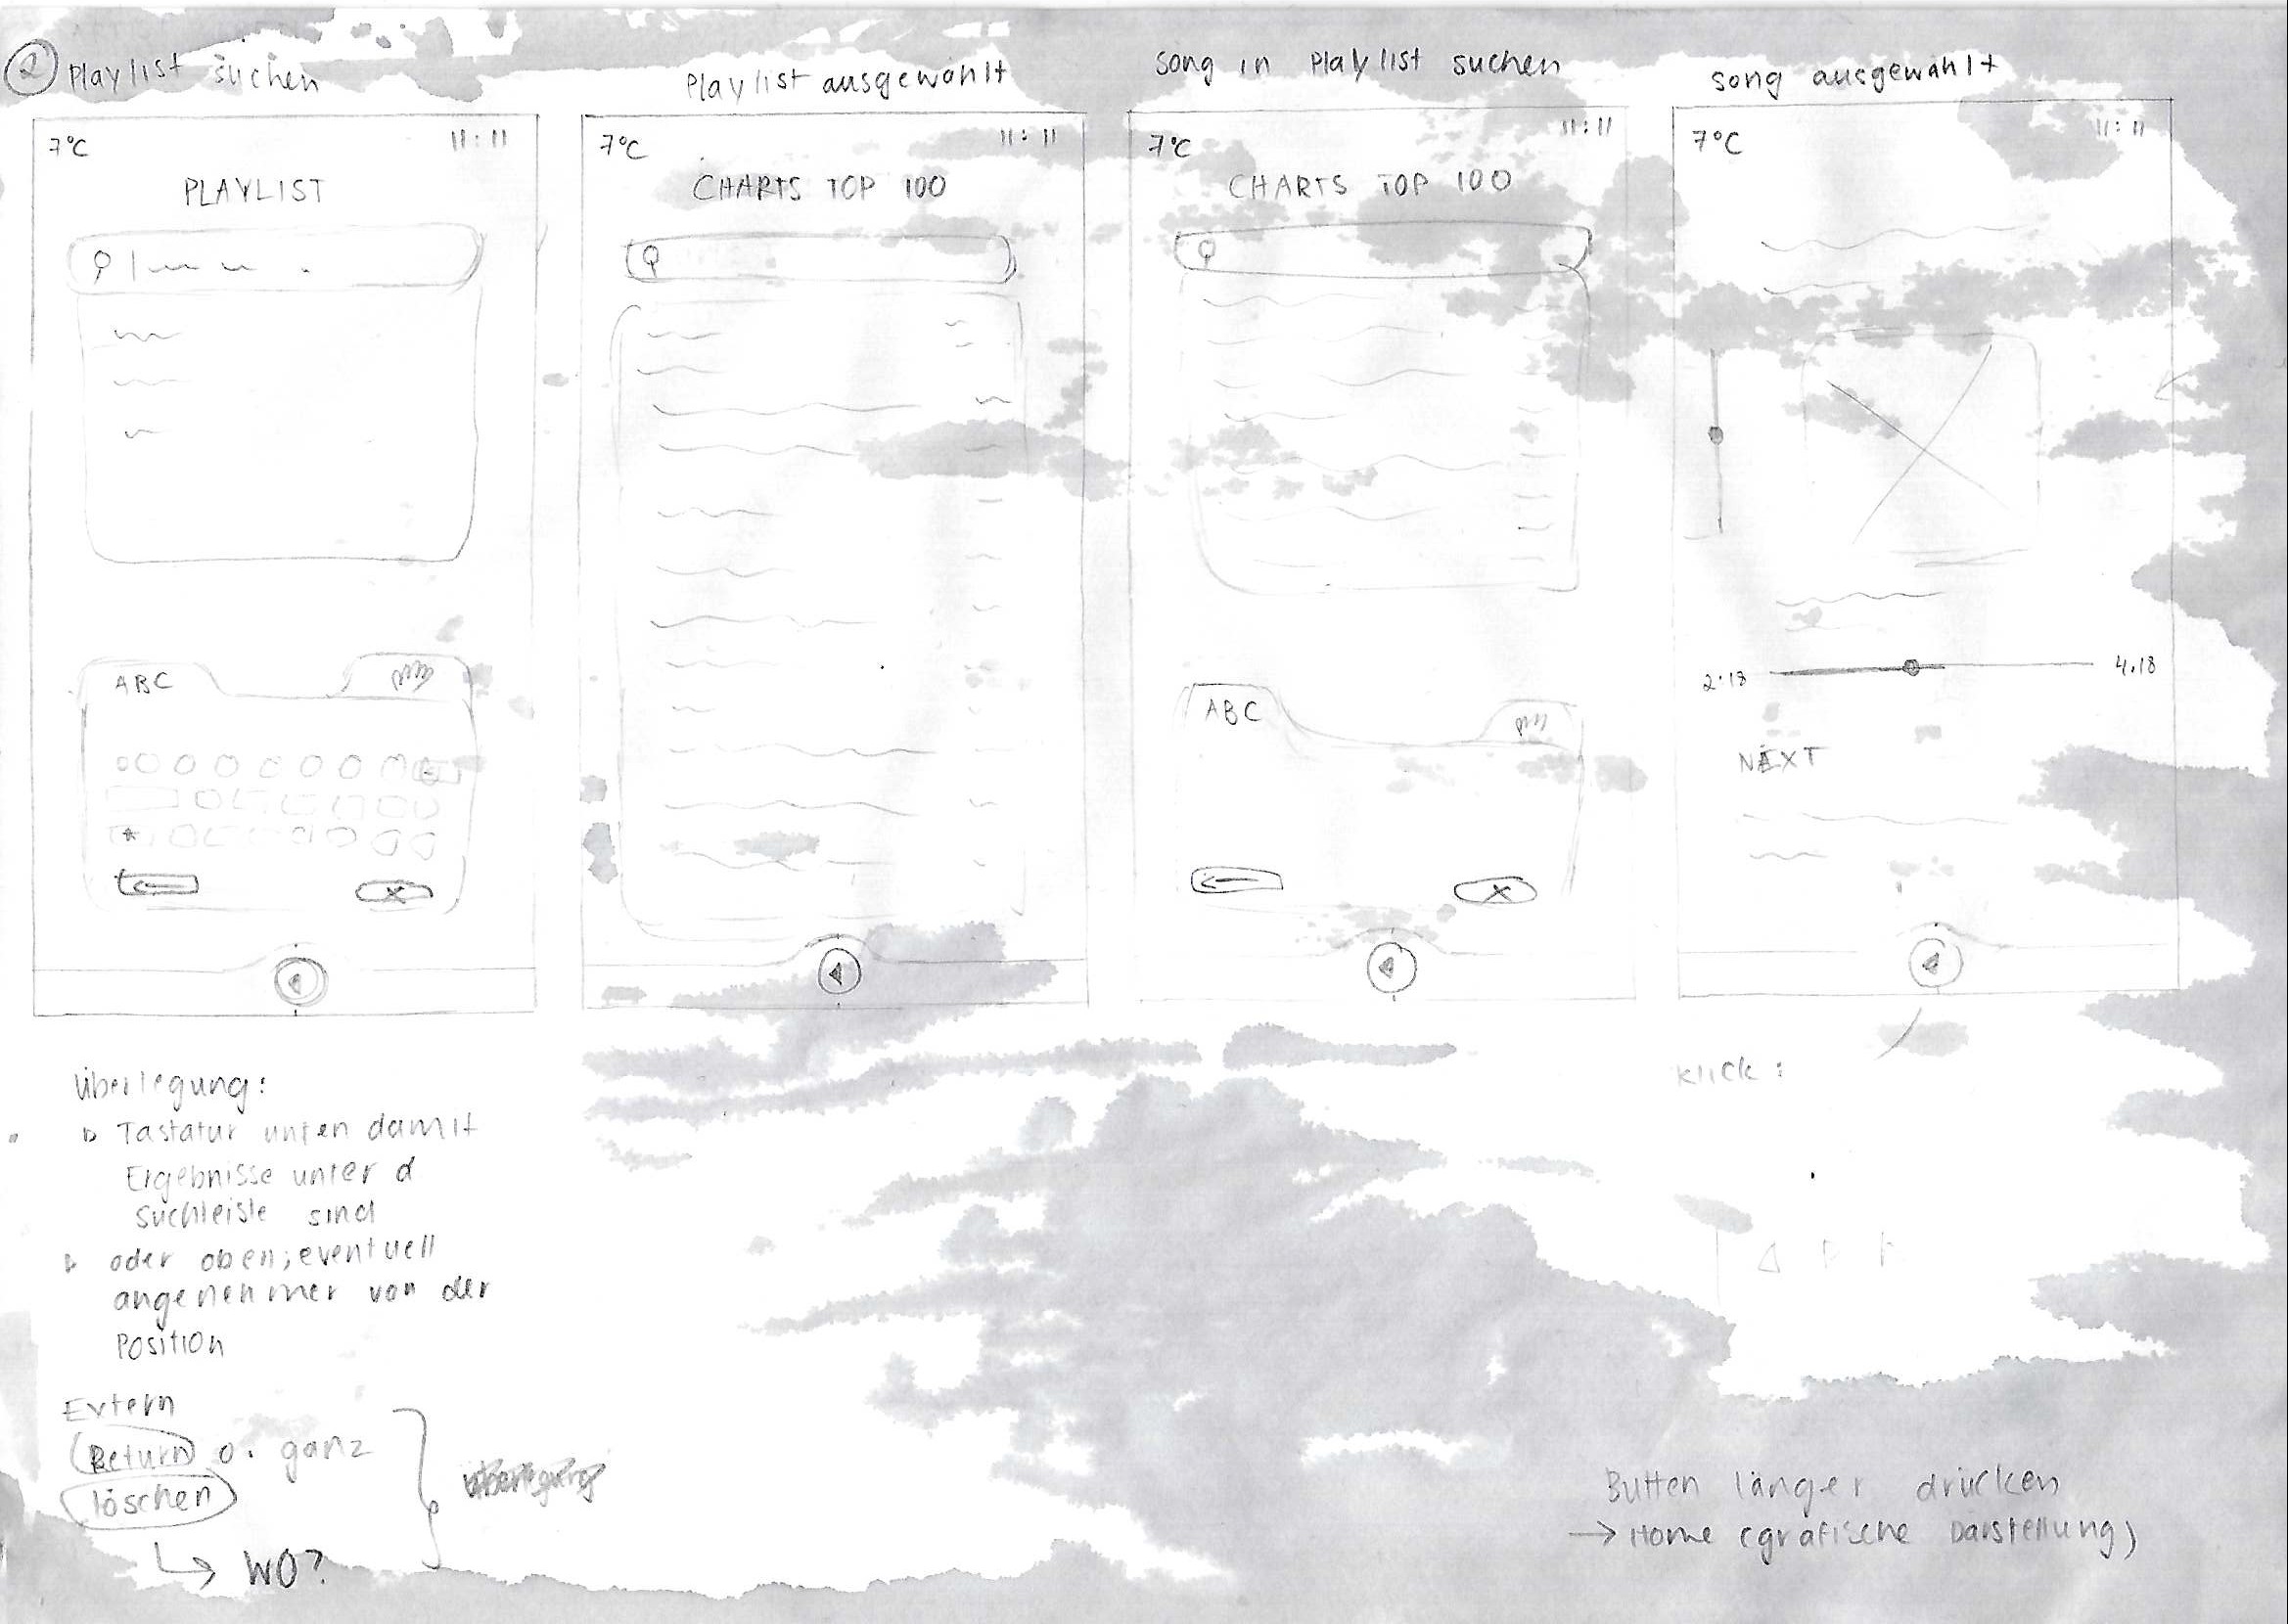 2 Playlist suchen
Playlist ausgewählt
Song in Playlist suchen
Song ausgewählt
7°C 11:11
PLAYLIST
ABC
7°C 11:11
CHARTS TOP 100
7°C 11:11
CHARTS TOP 100
ABC
7°C 11:11
2:18 4:18
NEXT
Überlegung:
Tastatur unten damit
Ergebnisse unter d
Suchleiste sind
oder oben, eventuell
angenehmer von der
Position
Extern
Return o. ganz
löschen
↳ WO?
Klick:
Button länger drücken
→ Home (grafische Darstellung)